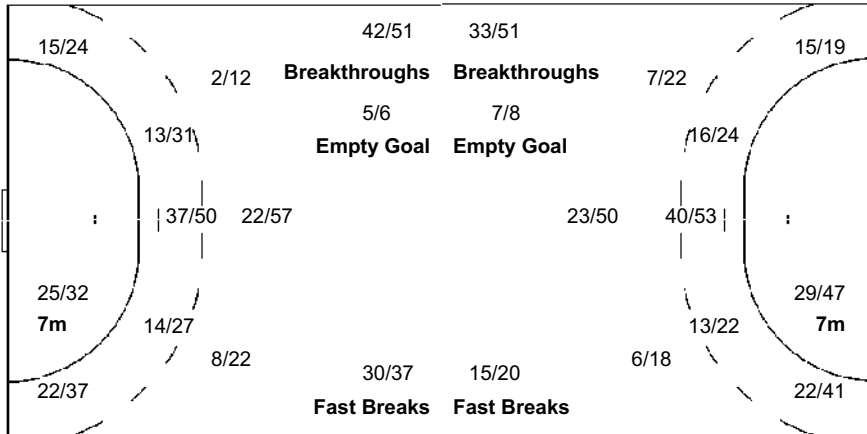 42/51 33/51
15/24 15/19
Breakthroughs Breakthroughs
2/12 7/22
5/6 7/8
13/31 16/24
Empty Goal Empty Goal
37/50 22/57 23/50 40/53
25/32 29/47
7m 7m
14/27 13/22
8/22 6/18
30/37 15/20
22/37 22/41
Fast Breaks Fast Breaks